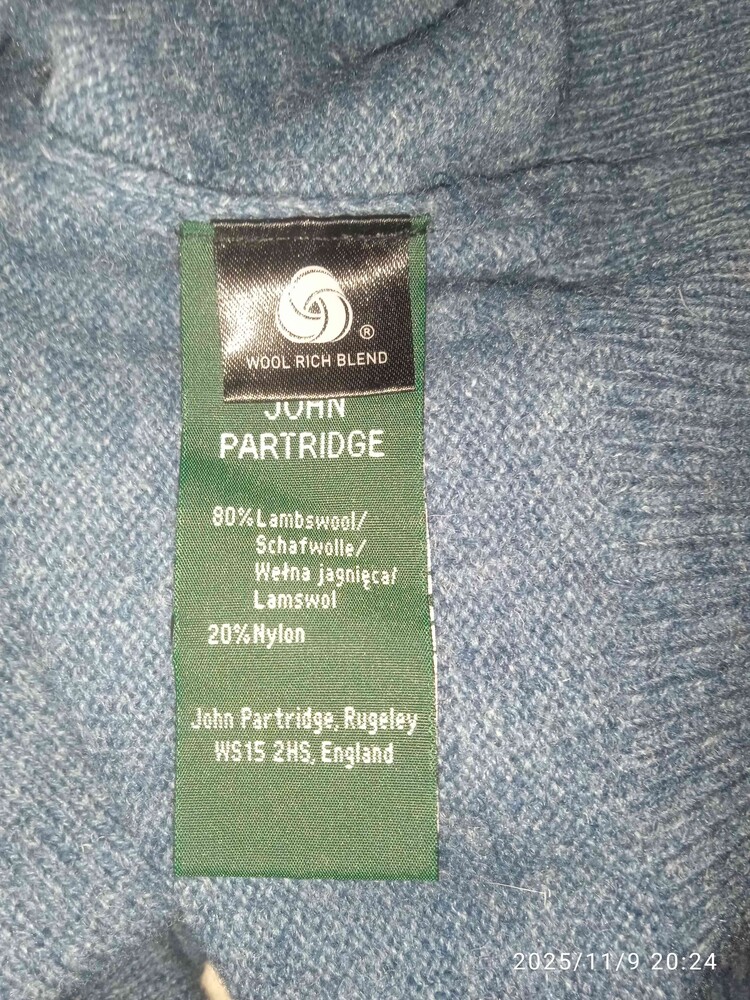 ®
WOOL RICH BLEND
JOHN
PARTRIDGE
80% Lambswool/
Schafwolle/
Wełna jagnięca/
Lamswol
20% Nylon
John Partridge, Rugeley
WS15 2HS, England
2025/11/9 20:24